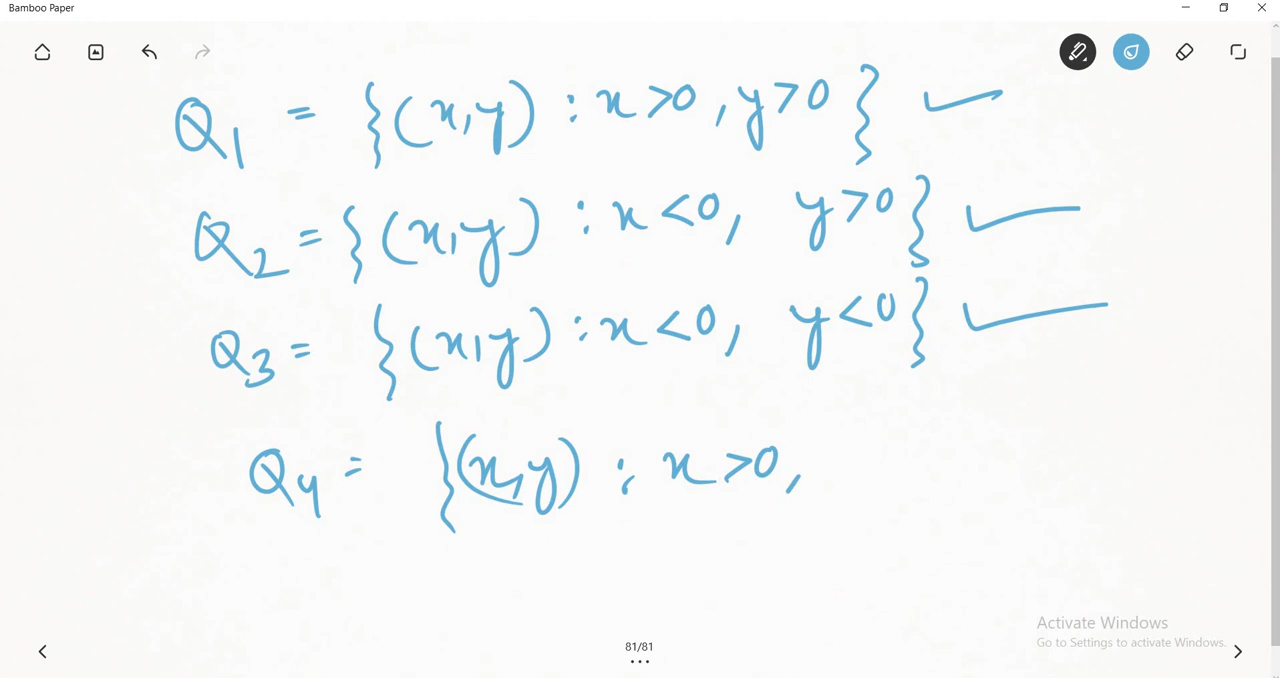 Bamboo Paper
Q1 = {(x,y) : x>0, y>0}
Q2 = {(x,y) : x<0, y>0}
Q3 = {(x,y) : x<0, y<0}
Q4 = {(x,y) : x>0,
Activate Windows
Go to Settings to activate Windows.
81/81